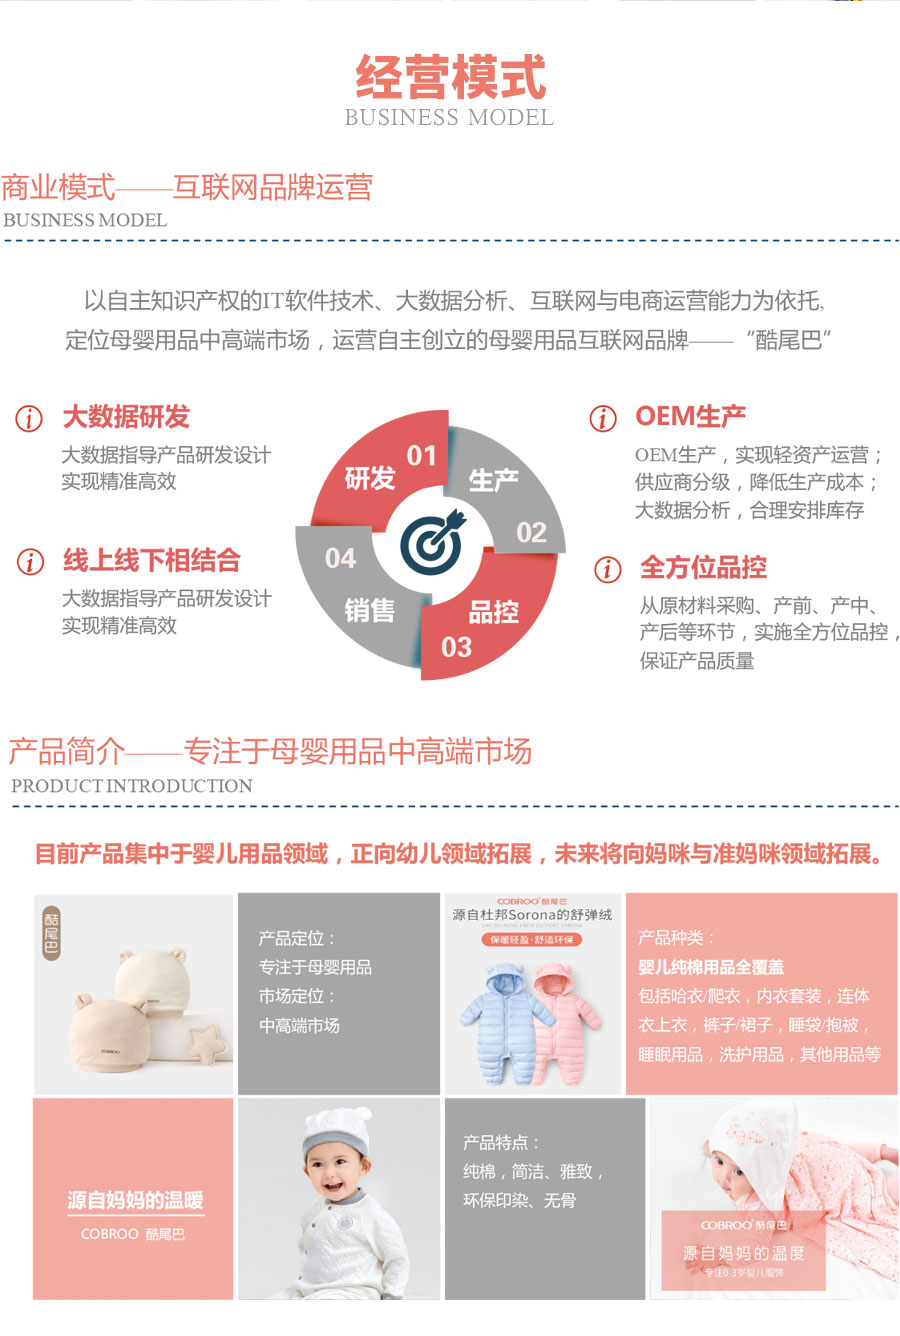 经营模式
BUSINESS MODEL
商业模式——互联网品牌运营
BUSINESS MODEL
以自主知识产权的IT软件技术、大数据分析、互联网与电商运营能力为依托,
定位母婴用品中高端市场，运营自主创立的母婴用品互联网品牌——“酷尾巴”
大数据研发
大数据指导产品研发设计
实现精准高效
线上线下相结合
大数据指导产品研发设计
实现精准高效
研发 01
生产
02
04
销售
品控
03
OEM生产
OEM生产，实现轻资产运营；
供应商分级，降低生产成本；
大数据分析，合理安排库存
全方位品控
从原材料采购、产前、产中、
产后等环节，实施全方位品控，
保证产品质量
产品简介——专注于母婴用品中高端市场
PRODUCT INTRODUCTION
目前产品集中于婴儿用品领域，正向幼儿领域拓展，未来将向妈咪与准妈咪领域拓展。
酷尾巴
COBROO
产品定位：
专注于母婴用品
市场定位：
中高端市场
COBROO 酷尾巴
源自杜邦Sorona的舒弹绒
保暖轻盈·舒适环保
产品种类：
婴儿纯棉用品全覆盖
包括哈衣/爬衣，内衣套装，连体
衣上衣，裤子/裙子，睡袋/抱被，
睡眠用品，洗护用品，其他用品等
源自妈妈的温暖
COBROO 酷尾巴
产品特点：
纯棉，简洁、雅致，
环保印染、无骨
COBROO 酷尾巴
源自妈妈的温度
专注0-3岁婴儿服饰